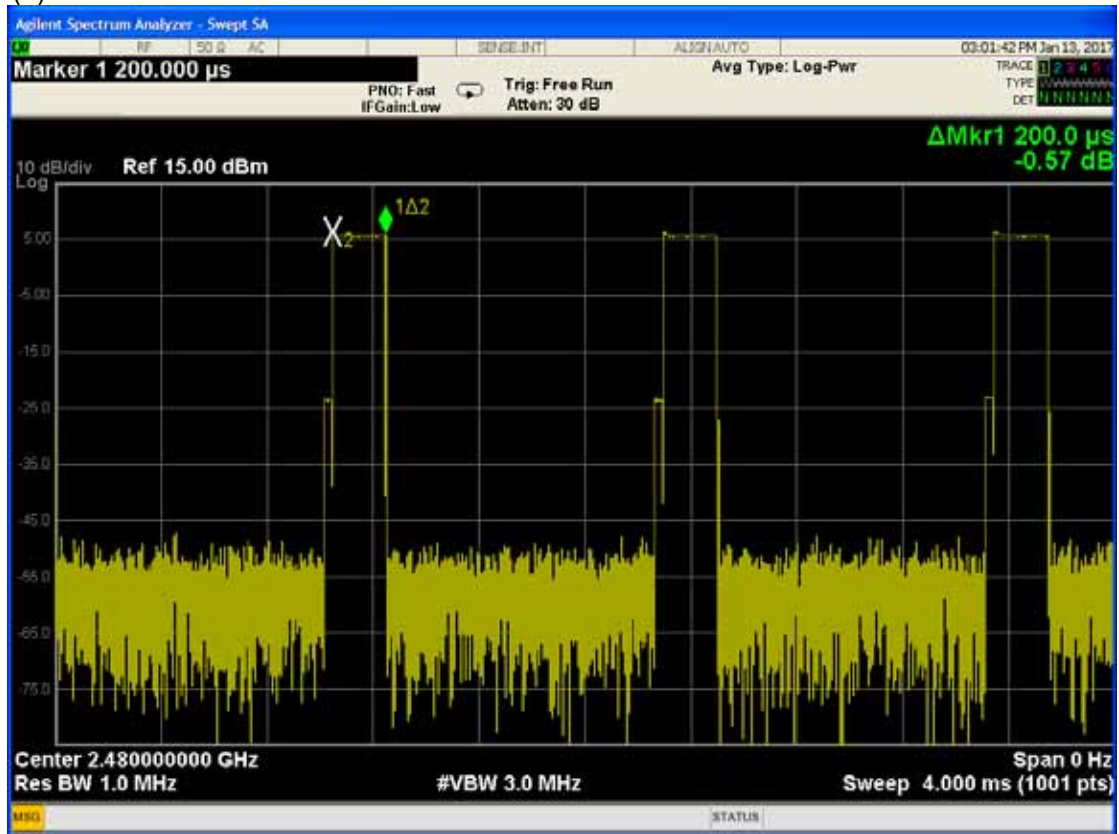 Agilent Spectrum Analyzer - Swept SA
RF 50 Ω AC SENSE:INT ALIGNAUTO 03:01:42 PM Jan 13, 2017
Marker 1 200.000 µs Avg Type: Log-Pwr TRACE 1 2 3 4 5
PNO: Fast Trig: Free Run TYPE
IFGain:Low Atten: 30 dB DET N N N N N N
ΔMkr1 200.0 µs
10 dB/div Ref 15.00 dBm -0.57 dB
Log
1Δ2
X2
5.00
-5.00
-15.0
-25.0
-35.0
-45.0
-55.0
-65.0
-75.0
Center 2.480000000 GHz Span 0 Hz
Res BW 1.0 MHz #VBW 3.0 MHz Sweep 4.000 ms (1001 pts)
MSG STATUS